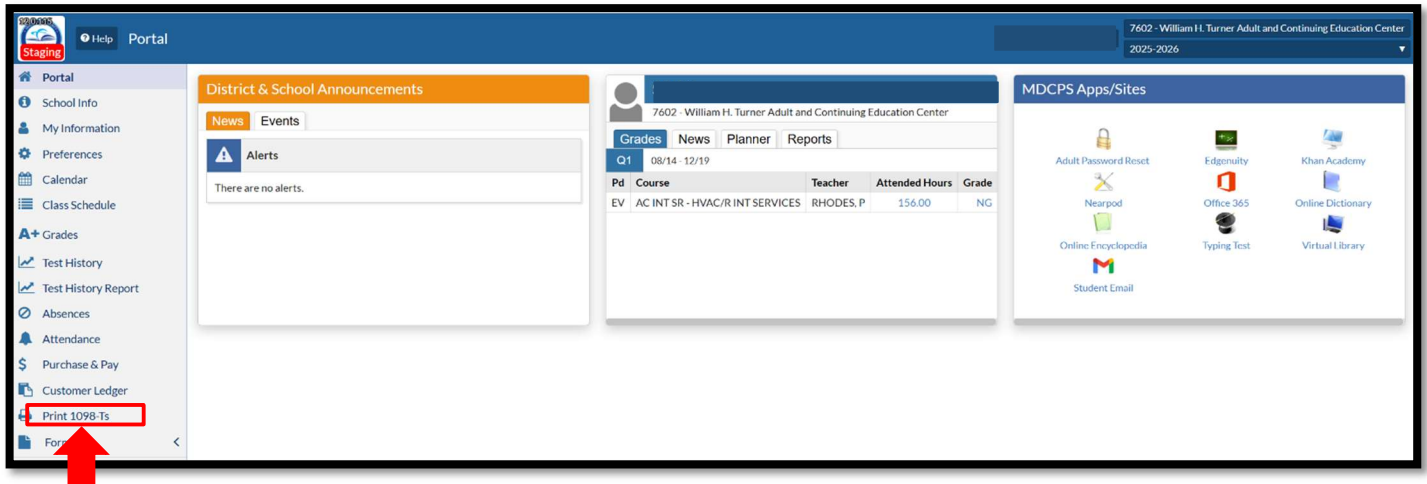 Staging
Help
Portal
7602 - William H. Turner Adult and Continuing Education Center
2025-2026
Portal
School Info
My Information
Preferences
Calendar
Class Schedule
A+ Grades
Test History
Test History Report
Absences
Attendance
$ Purchase & Pay
Customer Ledger
Print 1098-Ts
District & School Announcements
News Events
Alerts
There are no alerts.
7602 - William H. Turner Adult and Continuing Education Center
Grades News Planner Reports
Q1 08/14 - 12/19
Pd Course Teacher Attended Hours Grade
EV AC INT SR - HVAC/R INT SERVICES RHODES, P 156.00 NG
MDCPS Apps/Sites
Adult Password Reset Edgenuity Khan Academy
Nearpod Office 365 Online Dictionary
Online Encyclopedia Typing Test Virtual Library
Student Email